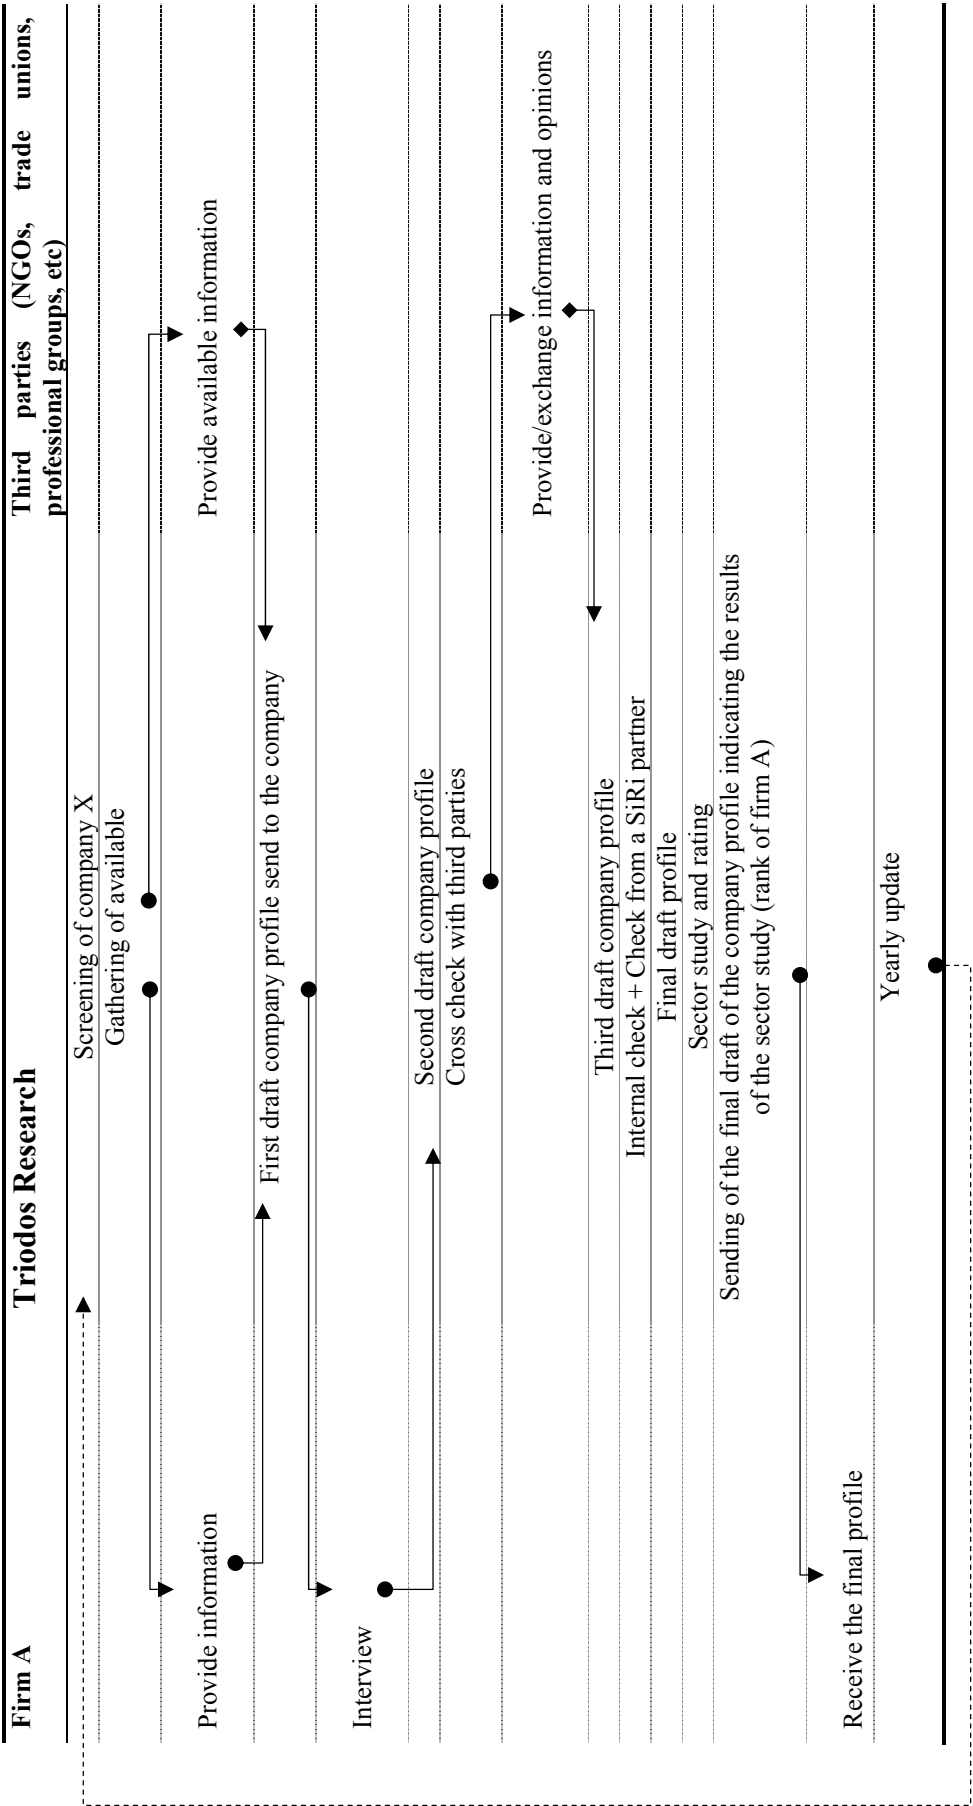 Firm A
Triodos Research
Third parties (NGOs, trade unions,
professional groups, etc)
Screening of company X
Gathering of available
Provide information
Provide available information
First draft company profile send to the company
Interview
Second draft company profile
Cross check with third parties
Provide/exchange information and opinions
Third draft company profile
Internal check + Check from a SiRi partner
Final draft profile
Sector study and rating
Sending of the final draft of the company profile indicating the results
of the sector study (rank of firm A)
Receive the final profile
Yearly update